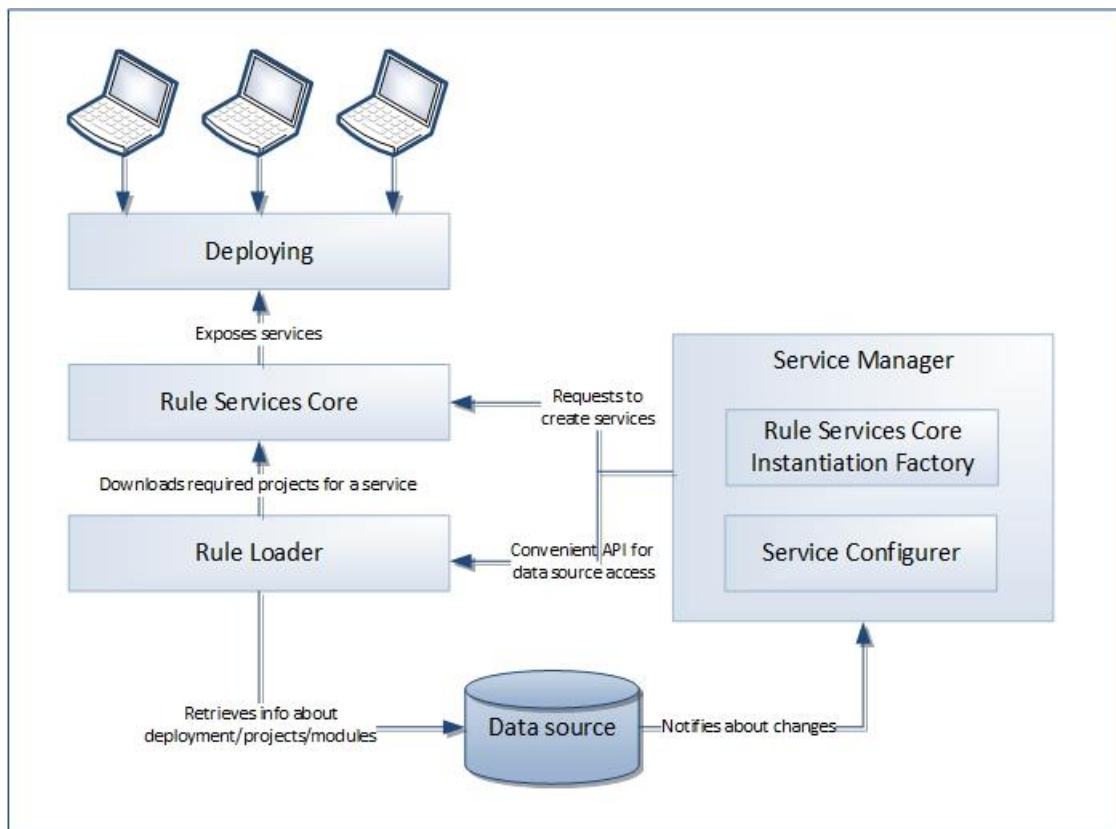 Deploying
Exposes services
Rule Services Core
Downloads required projects for a service
Rule Loader
Retrieves info about
deployment/projects/modules
Requests to
create services
Convenient API for
data source access
Service Manager
Rule Services Core
Instantiation Factory
Service Configurer
Data source
Notifies about changes